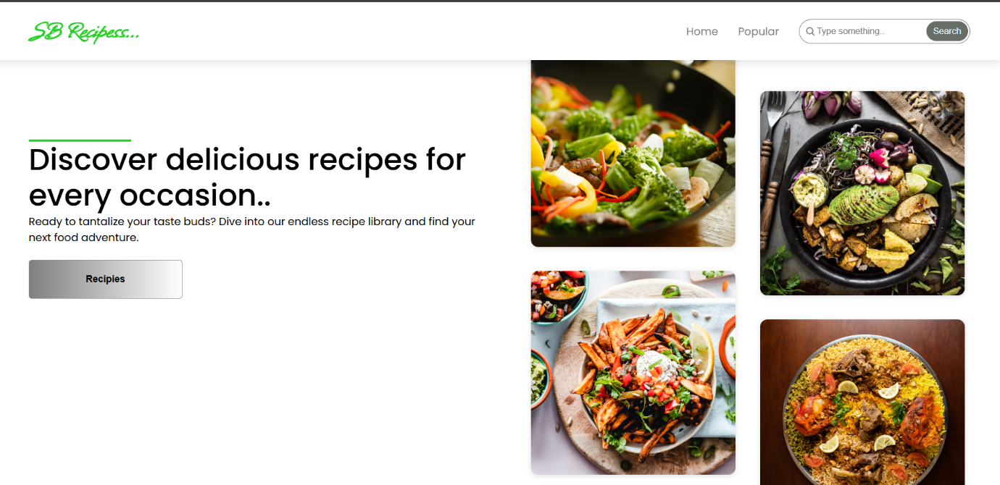 SB Recipess...
Home
Popular
Type something..
Search
Discover delicious recipes for
every occasion..
Ready to tantalize your taste buds? Dive into our endless recipe library and find your
next food adventure.
Recipies